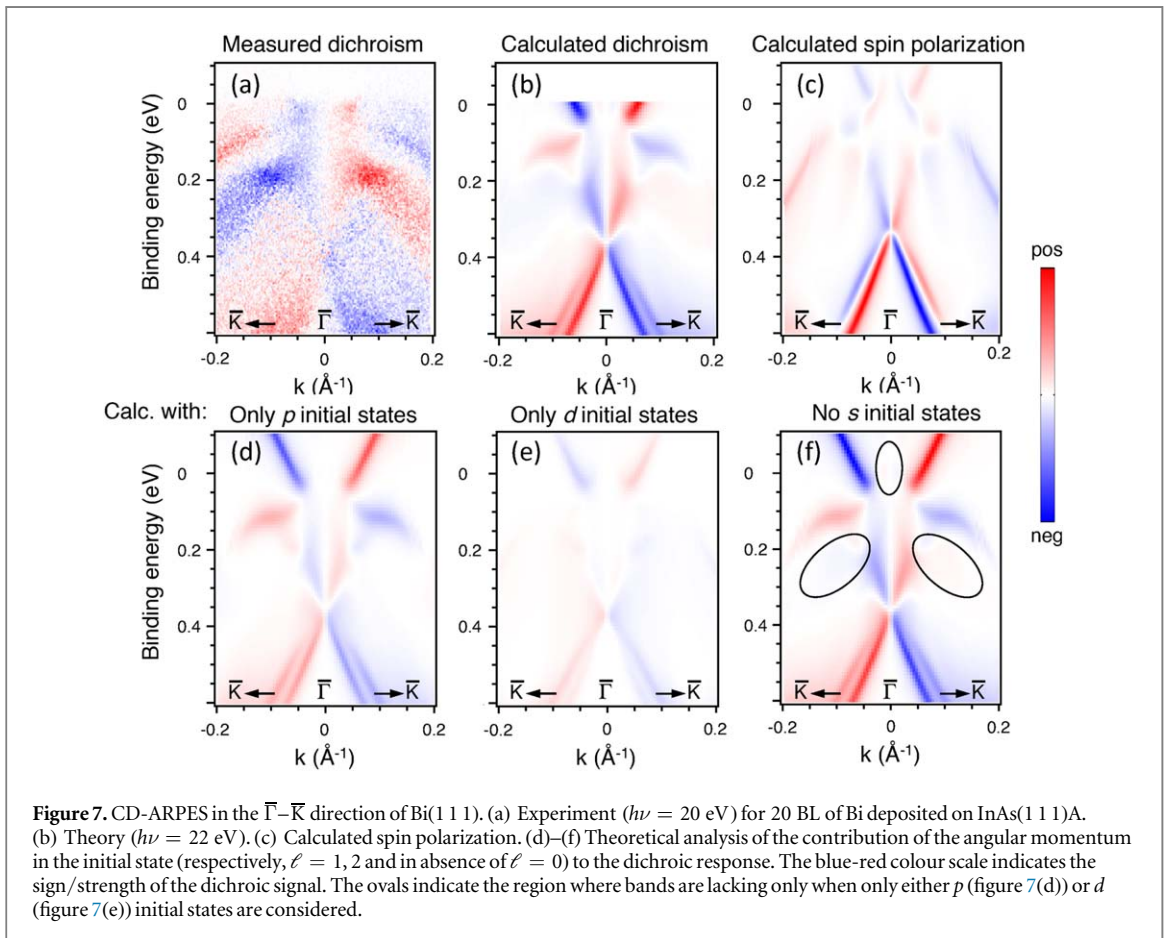 Measured dichroism
Calculated dichroism
Calculated spin polarization
(a)
(b)
(c)
Binding energy (eV)
0
0.2
0.4
0
0.2
0.4
0
0.2
0.4
K̅ Γ̅ K̅
K̅ Γ̅ K̅
K̅ Γ̅ K̅
-0.2 0 0.2
-0.2 0 0.2
-0.2 0 0.2
k (Å⁻¹)
k (Å⁻¹)
k (Å⁻¹)
pos
neg
Calc. with:
Only p initial states
Only d initial states
No s initial states
(d)
(e)
(f)
Binding energy (eV)
0
0.2
0.4
0
0.2
0.4
0
0.2
0.4
K̅ Γ̅ K̅
K̅ Γ̅ K̅
K̅ Γ̅ K̅
-0.2 0 0.2
-0.2 0 0.2
-0.2 0 0.2
k (Å⁻¹)
k (Å⁻¹)
k (Å⁻¹)
Figure 7. CD-ARPES in the Γ̅–K̅ direction of Bi(1 1 1). (a) Experiment (hν = 20 eV) for 20 BL of Bi deposited on InAs(1 1 1)A.
(b) Theory (hν = 22 eV). (c) Calculated spin polarization. (d)–(f) Theoretical analysis of the contribution of the angular momentum
in the initial state (respectively, ℓ = 1, 2 and in absence of ℓ = 0) to the dichroic response. The blue-red colour scale indicates the
sign/strength of the dichroic signal. The ovals indicate the region where bands are lacking only when only either p (figure 7(d)) or d
(figure 7(e)) initial states are considered.